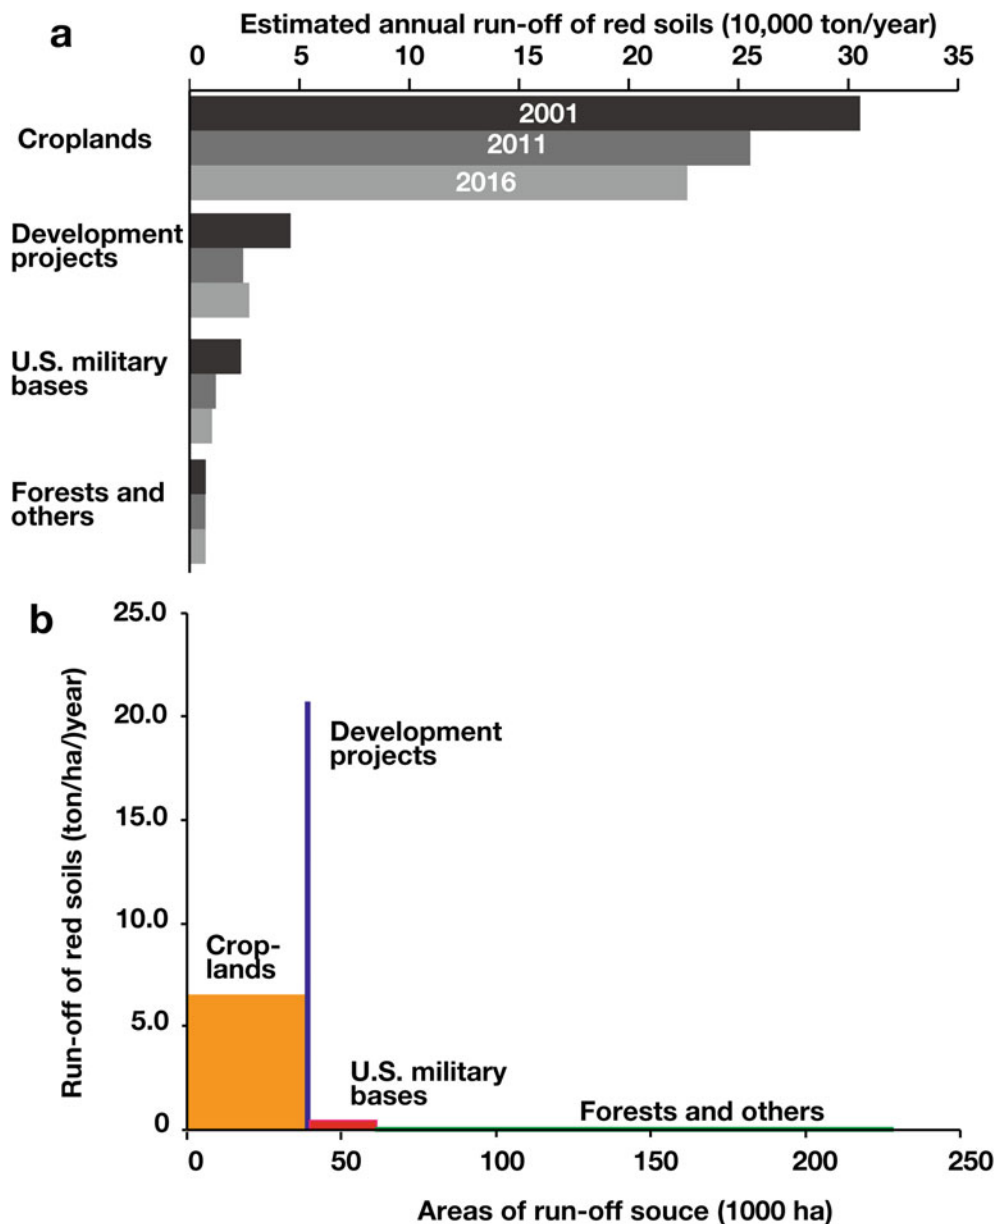 a
Estimated annual run-off of red soils (10,000 ton/year)
0 5 10 15 20 25 30 35
Croplands
2001
2011
2016
Development
projects
U.S. military
bases
Forests and
others
b
Run-off of red soils (ton/ha/)year)
25.0
20.0
15.0
10.0
5.0
0
Development
projects
Crop-
lands
U.S. military
bases
Forests and others
0 50 100 150 200 250
Areas of run-off souce (1000 ha)